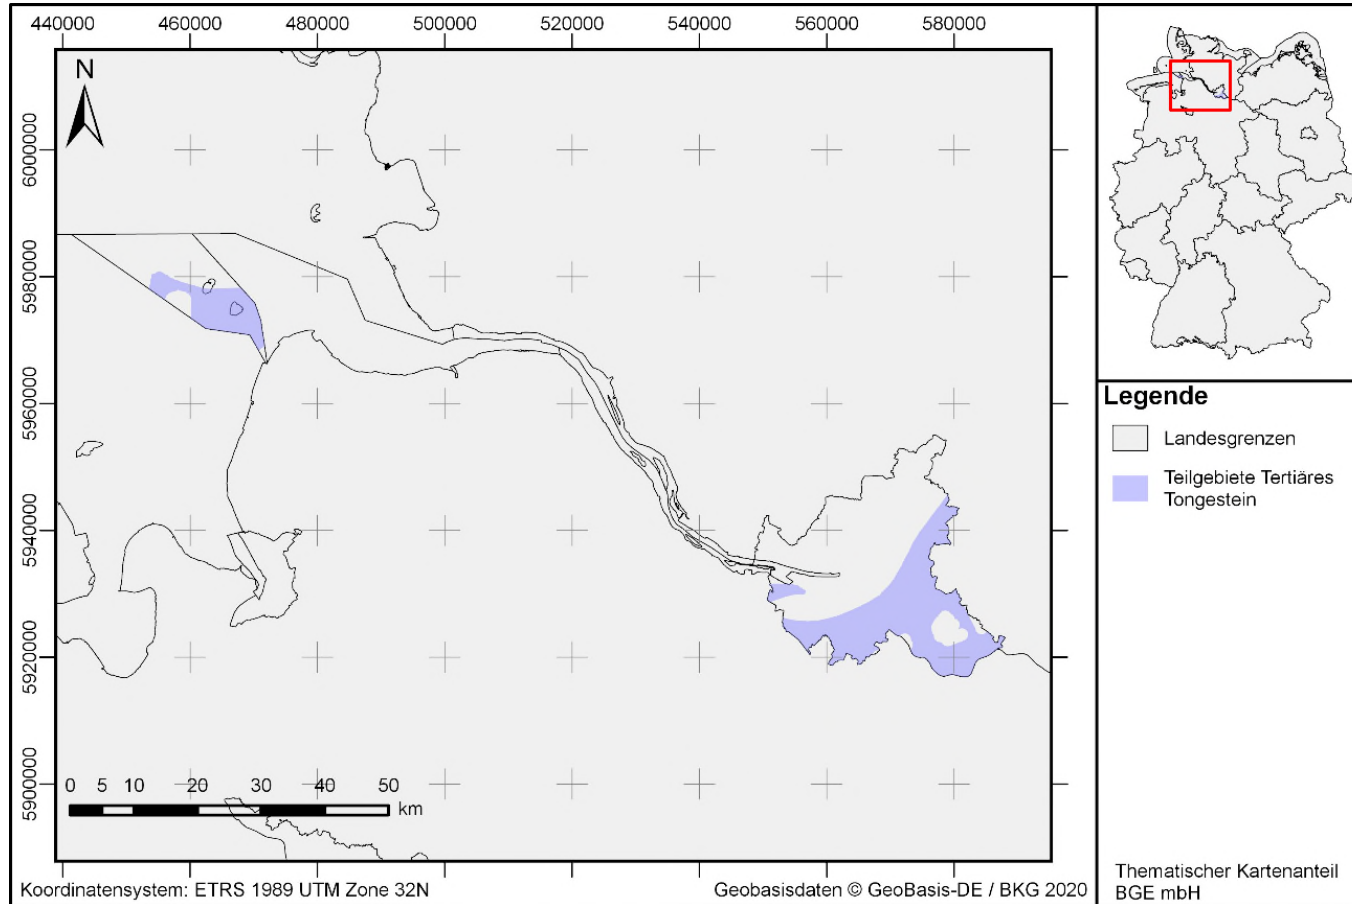 440000 460000 480000 500000 520000 540000 560000 580000
N
6000000
5980000
5960000
5940000
5920000
5900000
0 5 10 20 30 40 50
km
Koordinatensystem: ETRS 1989 UTM Zone 32N
Geobasisdaten © GeoBasis-DE / BKG 2020
Legende
Landesgrenzen
Teilgebiete Tertiäres
Tongestein
Thematischer Kartenanteil
BGE mbH